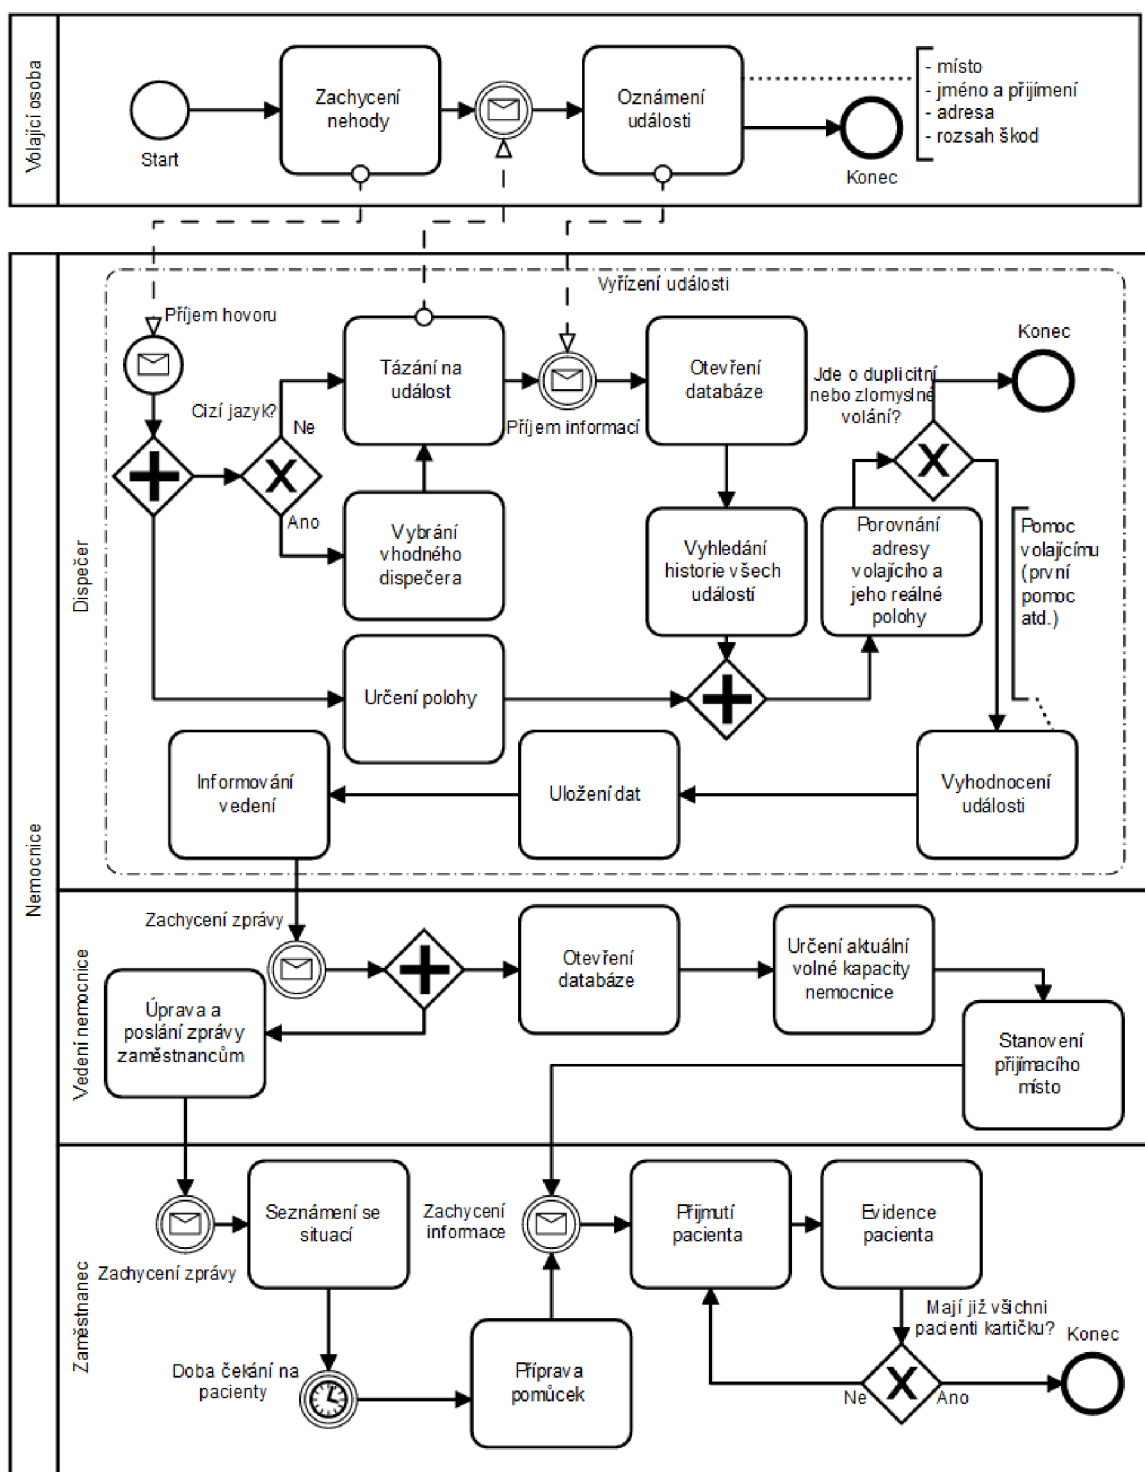 Volající osoba
Start
Zachycení
nehody
Oznámení
události
Konec
- místo
- jméno a přijímení
- adresa
- rozsah škod
Nemocnice
Dispečer
Vyřízení události
Příjem hovoru
Cizí jazyk?
Ne
Ano
Tázání na
událost
Příjem informací
Otevření
databáze
Jde o duplicitní
nebo zlomyslné
volání?
Konec
Vybrání
vhodného
dispečera
Vyhledání
historie všech
událostí
Porovnání
adresy
volajícího a
jeho reálné
polohy
Pomoc
volajícímu
(první
pomoc
atd.)
Určení polohy
Informování
vedení
Uložení dat
Vyhodnocení
události
Vedení nemocnice
Zachycení zprávy
Otevření
databáze
Určení aktuální
volné kapacity
nemocnice
Úprava a
poslání zprávy
zaměstnancům
Stanovení
přijímacího
místo
Zaměstnanec
Zachycení zprávy
Seznámení se
situací
Zachycení
informace
Přijmutí
pacienta
Evidence
pacienta
Doba čekání na
pacienty
Příprava
pomůcek
Mají již všichni
pacienti kartičku?
Ne
Ano
Konec